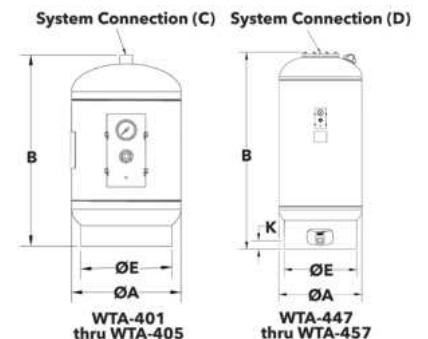 System Connection (C) System Connection (D)
B
B
K
ØE
ØE
ØA
ØA
WTA-401
thru WTA-405
WTA-447
thru WTA-457